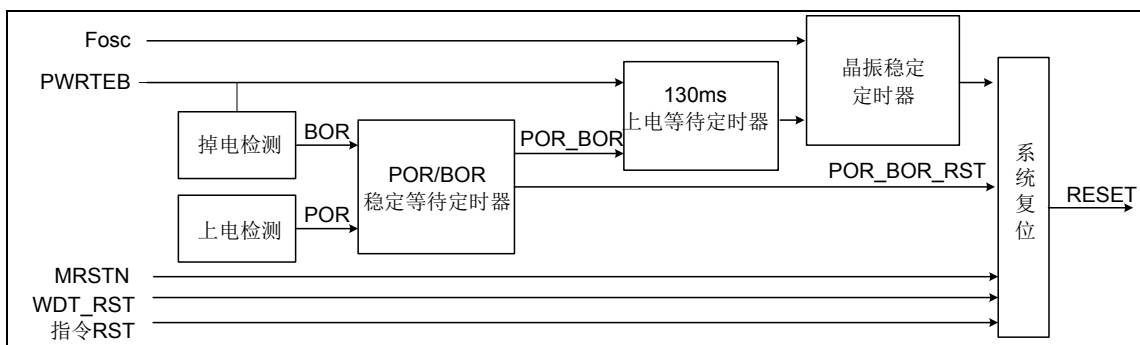 Fosc
PWRTEB
掉电检测
BOR
上电检测
POR
POR/BOR
稳定等待定时器
POR_BOR
130ms
上电等待定时器
晶振稳定
定时器
POR_BOR_RST
系统复位
RESET
MRSTN
WDT_RST
指令RST